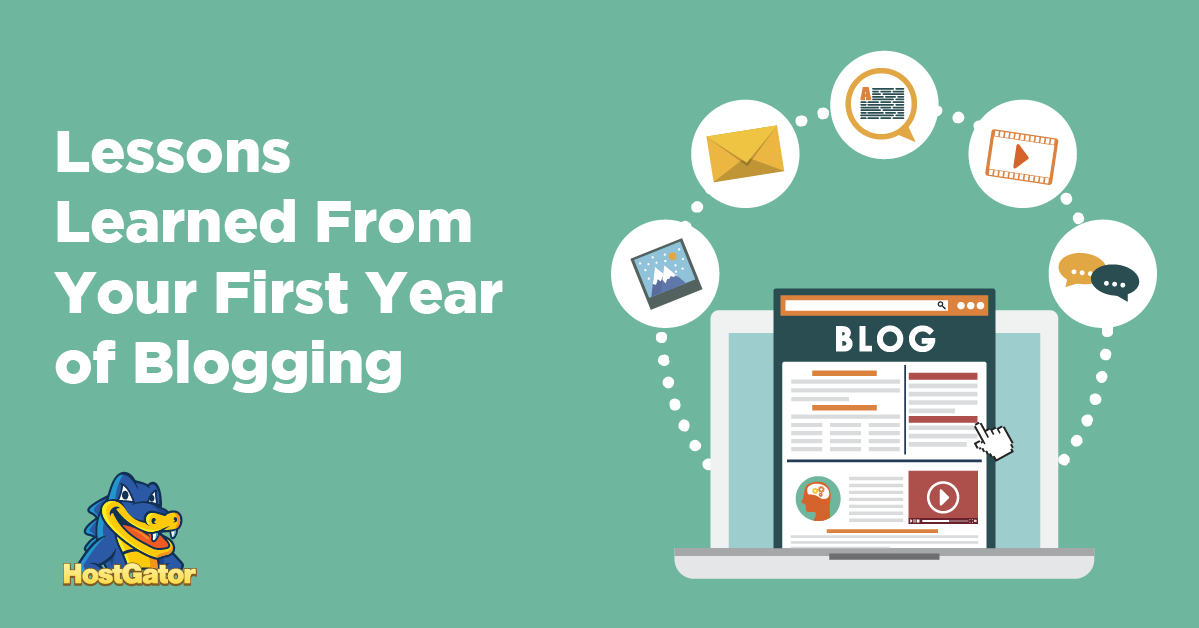 Lessons
Learned From
Your First Year
of Blogging
HostGator
A
BLOG